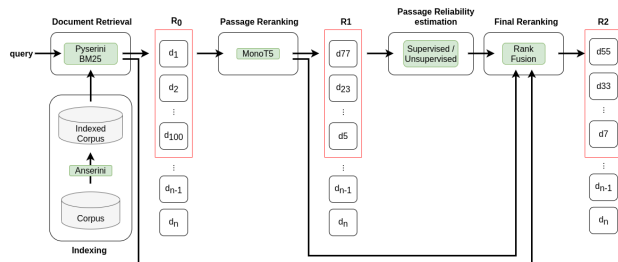 Document Retrieval
R0
Passage Reranking
R1
Passage Reliability
estimation
Final Reranking
R2
query
Pyserini
BM25
d1
d2
⋮
d100
⋮
dn-1
dn
MonoT5
d77
d23
⋮
d5
⋮
dn-1
dn
Supervised /
Unsupervised
Rank
Fusion
d55
d33
⋮
d7
⋮
dn-1
dn
Indexed
Corpus
Anserini
Corpus
Indexing